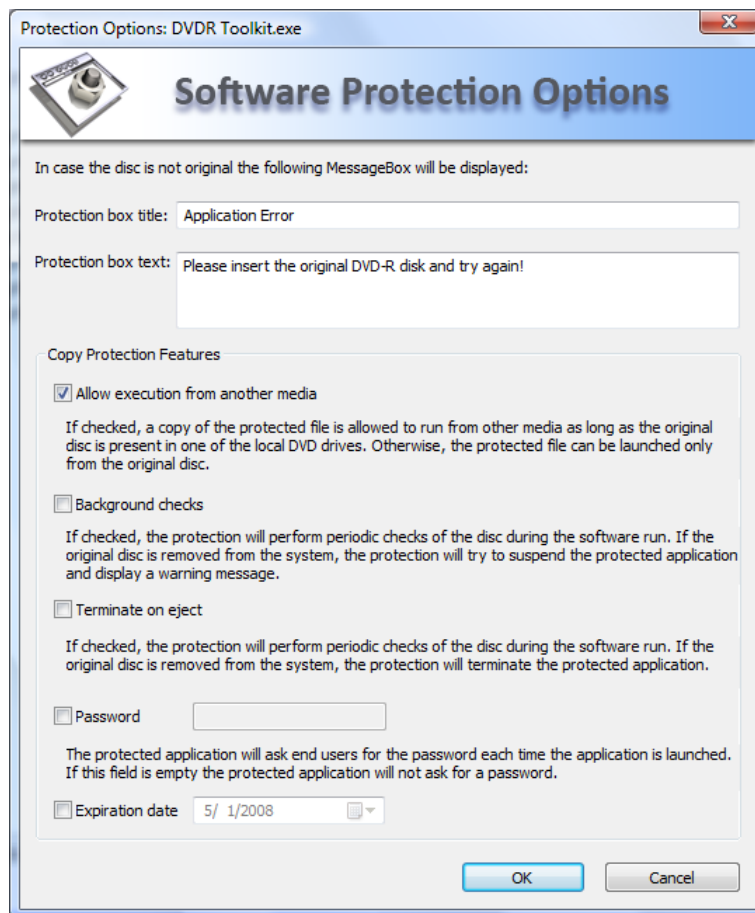 Protection Options: DVDR Toolkit.exe
Software Protection Options
In case the disc is not original the following MessageBox will be displayed:
Protection box title: Application Error
Protection box text: Please insert the original DVD-R disk and try again!
Copy Protection Features
Allow execution from another media
If checked, a copy of the protected file is allowed to run from other media as long as the original
disc is present in one of the local DVD drives. Otherwise, the protected file can be launched only
from the original disc.
Background checks
If checked, the protection will perform periodic checks of the disc during the software run. If the
original disc is removed from the system, the protection will try to suspend the protected application
and display a warning message.
Terminate on eject
If checked, the protection will perform periodic checks of the disc during the software run. If the
original disc is removed from the system, the protection will terminate the protected application.
Password
The protected application will ask end users for the password each time the application is launched.
If this field is empty the protected application will not ask for a password.
Expiration date 5/ 1/2008
OK Cancel